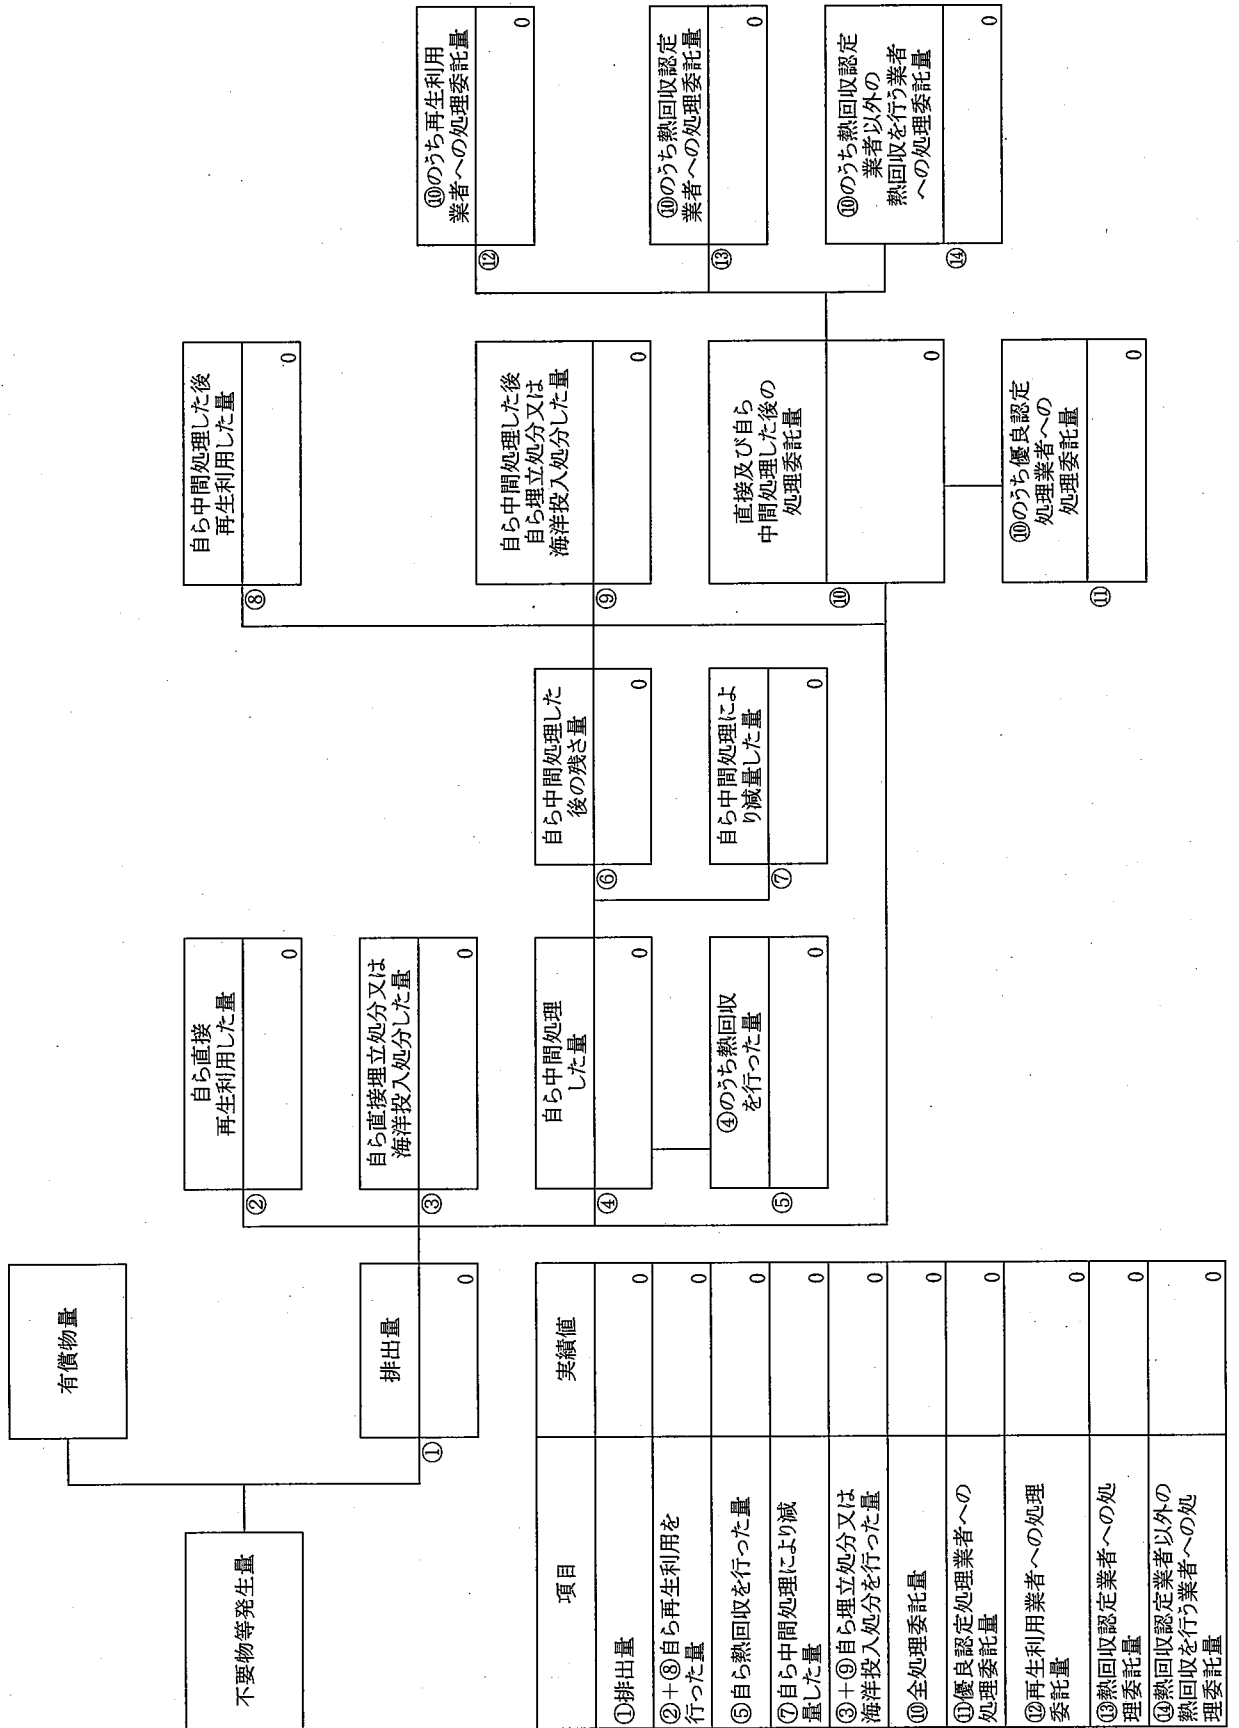 不要物等発生量
有償物量
排出量
①
0
自ら直接
再生利用した量
②
0
自ら直接埋立処分又は
海洋投入処分した量
③
0
自ら中間処理
した量
④
0
④のうち熱回収
を行った量
⑤
0
自ら中間処理した
後の残さ量
⑥
0
自ら中間処理によ
り減量した量
⑦
0
自ら中間処理した後
再生利用した量
⑧
0
自ら中間処理した後
自ら埋立処分又は
海洋投入処分した量
⑨
0
直接及び自ら
中間処理した後の
処理委託量
⑩
0
⑩のうち優良認定
処理業者への
処理委託量
⑪
0
⑩のうち再生利用
業者への処理委託量
⑫
0
⑩のうち熱回収認定
業者への処理委託量
⑬
0
⑩のうち熱回収認定
業者以外の
熱回収を行う業者
への処理委託量
⑭
0
項目 実績値
①排出量 0
②+⑧自ら再生利用を
行った量 0
⑤自ら熱回収を行った量 0
⑦自ら中間処理により減
量した量 0
③+⑨自ら埋立処分又は
海洋投入処分を行った量 0
⑩全処理委託量 0
⑪優良認定処理業者への
処理委託量 0
⑫再生利用業者への処理
委託量 0
⑬熱回収認定業者への処
理委託量 0
⑭熱回収認定業者以外の
熱回収を行う業者への処
理委託量 0